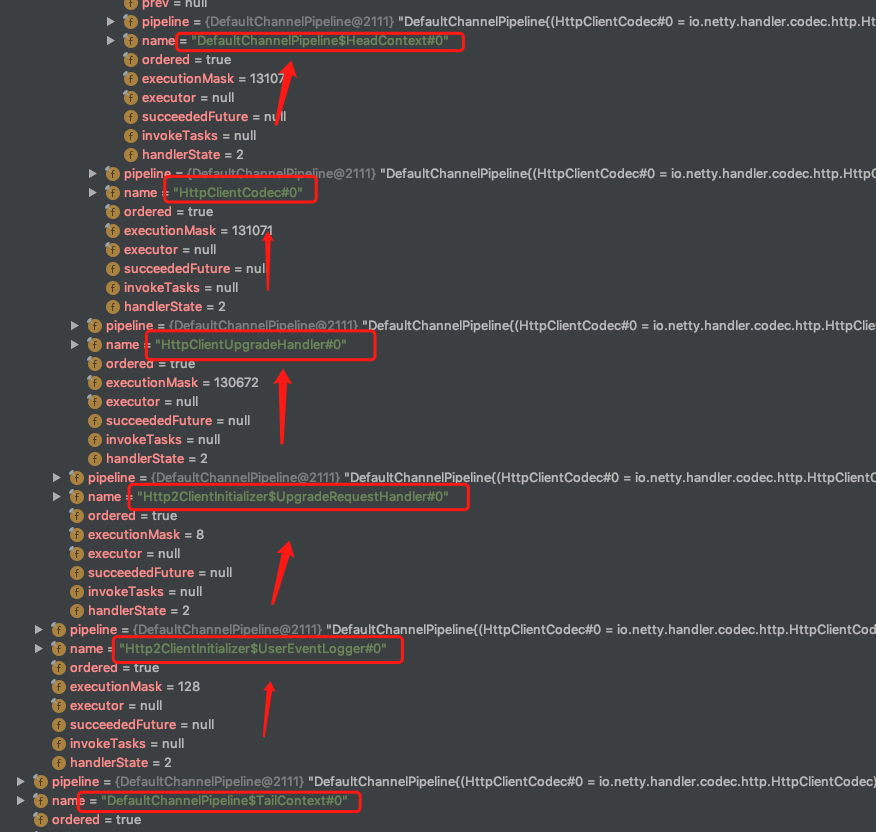 prev = null
pipeline = {DefaultChannelPipeline@2111} "DefaultChannelPipeline{(HttpClientCodec#0 = io.netty.handler.codec.http.Ht
name = "DefaultChannelPipeline$HeadContext#0"
ordered = true
executionMask = 13107
executor = null
succeededFuture = null
invokeTasks = null
handlerState = 2
pipeline = {DefaultChannelPipeline@2111} "DefaultChannelPipeline{(HttpClientCodec#0 = io.netty.handler.codec.http.HttpC
name = "HttpClientCodec#0"
ordered = true
executionMask = 131071
executor = null
succeededFuture = null
invokeTasks = null
handlerState = 2
pipeline = {DefaultChannelPipeline@2111} "DefaultChannelPipeline{(HttpClientCodec#0 = io.netty.handler.codec.http.HttpClie
name = "HttpClientUpgradeHandler#0"
ordered = true
executionMask = 130672
executor = null
succeededFuture = null
invokeTasks = null
handlerState = 2
pipeline = {DefaultChannelPipeline@2111} "DefaultChannelPipeline{(HttpClientCodec#0 = io.netty.handler.codec.http.HttpClientC
name = "Http2ClientInitializer$UpgradeRequestHandler#0"
ordered = true
executionMask = 8
executor = null
succeededFuture = null
invokeTasks = null
handlerState = 2
pipeline = {DefaultChannelPipeline@2111} "DefaultChannelPipeline{(HttpClientCodec#0 = io.netty.handler.codec.http.HttpClientCod
name = "Http2ClientInitializer$UserEventLogger#0"
ordered = true
executionMask = 128
executor = null
succeededFuture = null
invokeTasks = null
handlerState = 2
pipeline = {DefaultChannelPipeline@2111} "DefaultChannelPipeline{(HttpClientCodec#0 = io.netty.handler.codec.http.HttpClientCodec)
name = "DefaultChannelPipeline$TailContext#0"
ordered = true